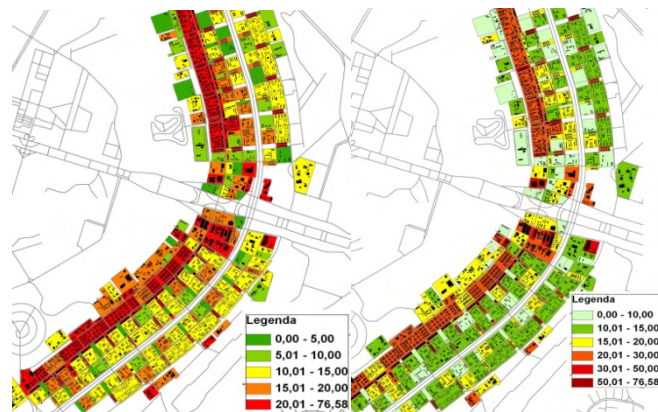 Legenda
0,00 - 5,00
5,01 - 10,00
10,01 - 15,00
15,01 - 20,00
20,01 - 76,58
Legenda
0,00 - 10,00
10,01 - 15,00
15,01 - 20,00
20,01 - 30,00
30,01 - 50,00
50,01 - 76,58